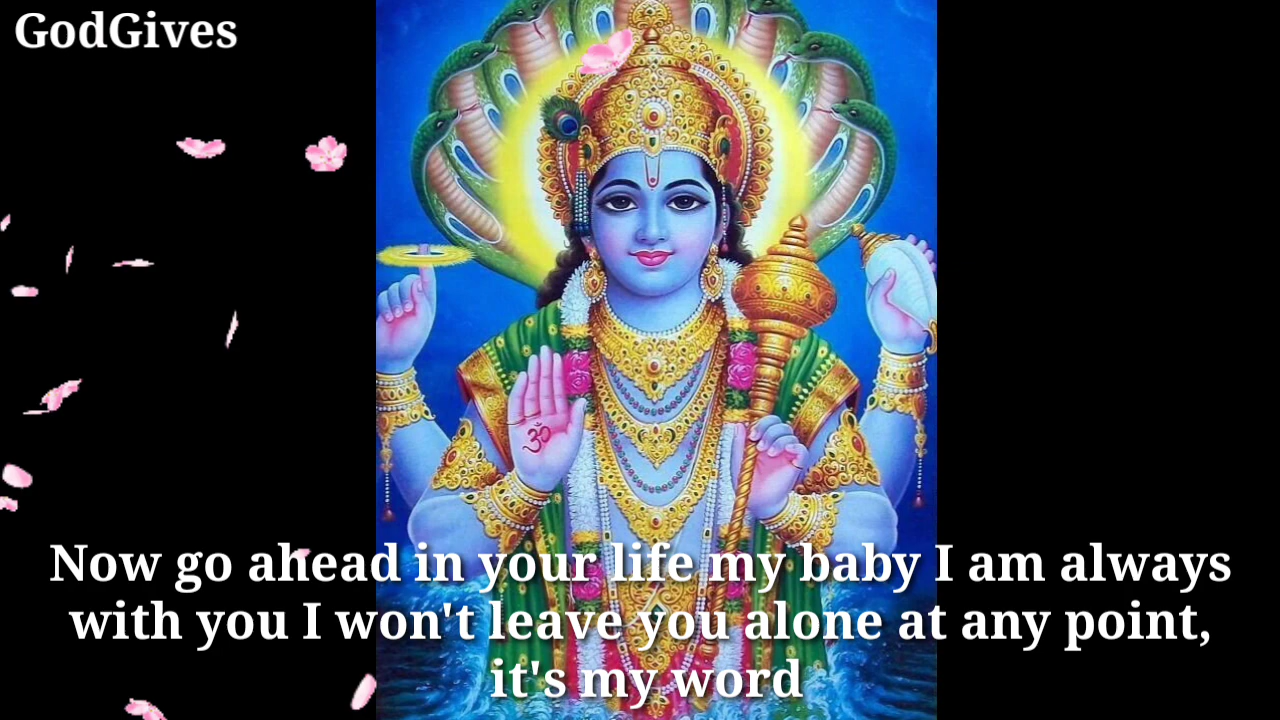 GodGives
ॐ
Now go ahead in your life my baby I am always
with you I won't leave you alone at any point,
it's my word